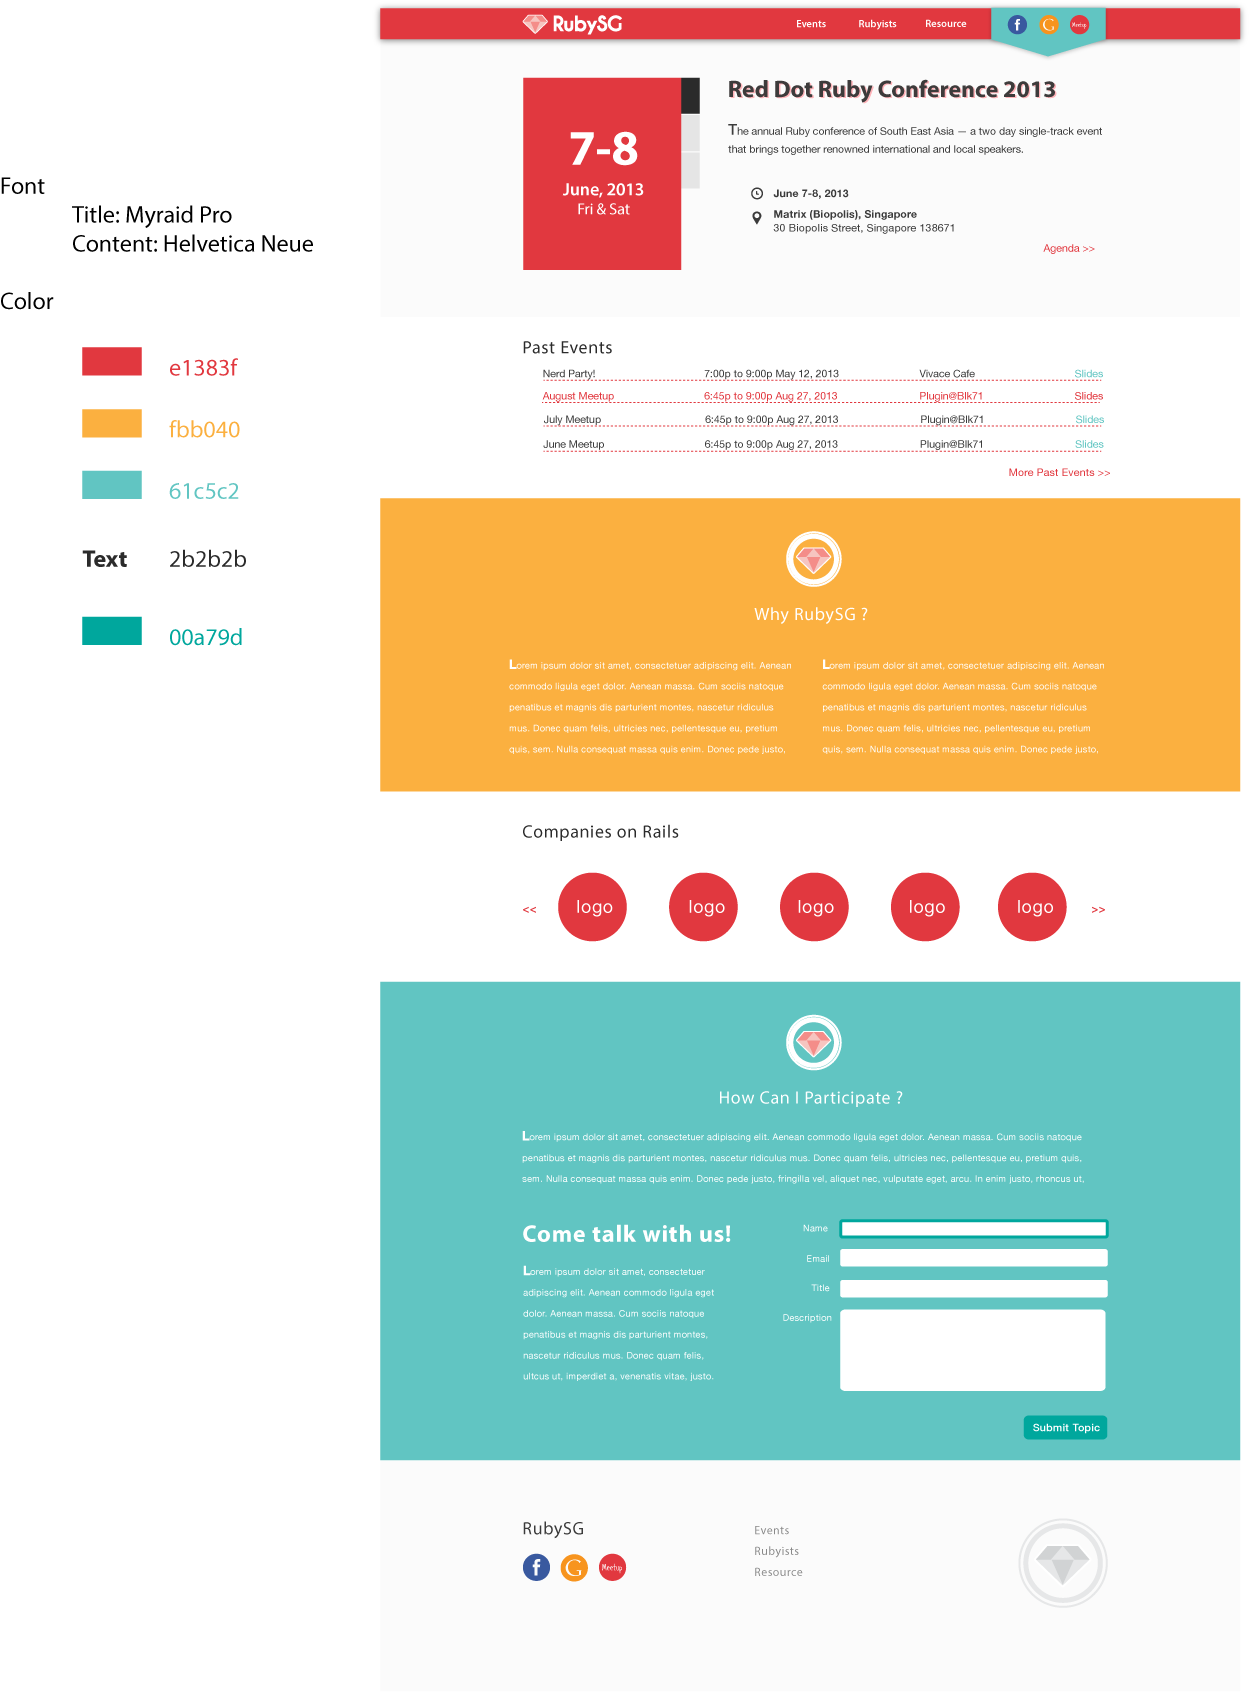 Font
Title: Myraid Pro
Content: Helvetica Neue
Color
e1383f
fbb040
61c5c2
Text 2b2b2b
00a79d
RubySG
Events Rubyists Resource
f G Meetup
7-8
June, 2013
Fri & Sat
Red Dot Ruby Conference 2013
The annual Ruby conference of South East Asia — a two day single-track event
that brings together renowned international and local speakers.
June 7-8, 2013
Matrix (Biopolis), Singapore
30 Biopolis Street, Singapore 138671
Agenda >>
Past Events
Nerd Party! 7:00p to 9:00p May 12, 2013 Vivace Cafe Slides
August Meetup 6:45p to 9:00p Aug 27, 2013 Plugin@Blk71 Slides
July Meetup 6:45p to 9:00p Aug 27, 2013 Plugin@Blk71 Slides
June Meetup 6:45p to 9:00p Aug 27, 2013 Plugin@Blk71 Slides
More Past Events >>
Why RubySG ?
Lorem ipsum dolor sit amet, consectetuer adipiscing elit. Aenean
commodo ligula eget dolor. Aenean massa. Cum sociis natoque
penatibus et magnis dis parturient montes, nascetur ridiculus
mus. Donec quam felis, ultricies nec, pellentesque eu, pretium
quis, sem. Nulla consequat massa quis enim. Donec pede justo,
Lorem ipsum dolor sit amet, consectetuer adipiscing elit. Aenean
commodo ligula eget dolor. Aenean massa. Cum sociis natoque
penatibus et magnis dis parturient montes, nascetur ridiculus
mus. Donec quam felis, ultricies nec, pellentesque eu, pretium
quis, sem. Nulla consequat massa quis enim. Donec pede justo,
Companies on Rails
<< logo logo logo logo logo >>
How Can I Participate ?
Lorem ipsum dolor sit amet, consectetuer adipiscing elit. Aenean commodo ligula eget dolor. Aenean massa. Cum sociis natoque
penatibus et magnis dis parturient montes, nascetur ridiculus mus. Donec quam felis, ultricies nec, pellentesque eu, pretium quis,
sem. Nulla consequat massa quis enim. Donec pede justo, fringilla vel, aliquet nec, vulputate eget, arcu. In enim justo, rhoncus ut,
Come talk with us!
Lorem ipsum dolor sit amet, consectetuer
adipiscing elit. Aenean commodo ligula eget
dolor. Aenean massa. Cum sociis natoque
penatibus et magnis dis parturient montes,
nascetur ridiculus mus. Donec quam felis,
ultcus ut, imperdiet a, venenatis vitae, justo.
Name
Email
Title
Description
Submit Topic
RubySG
f G Meetup
Events
Rubyists
Resource